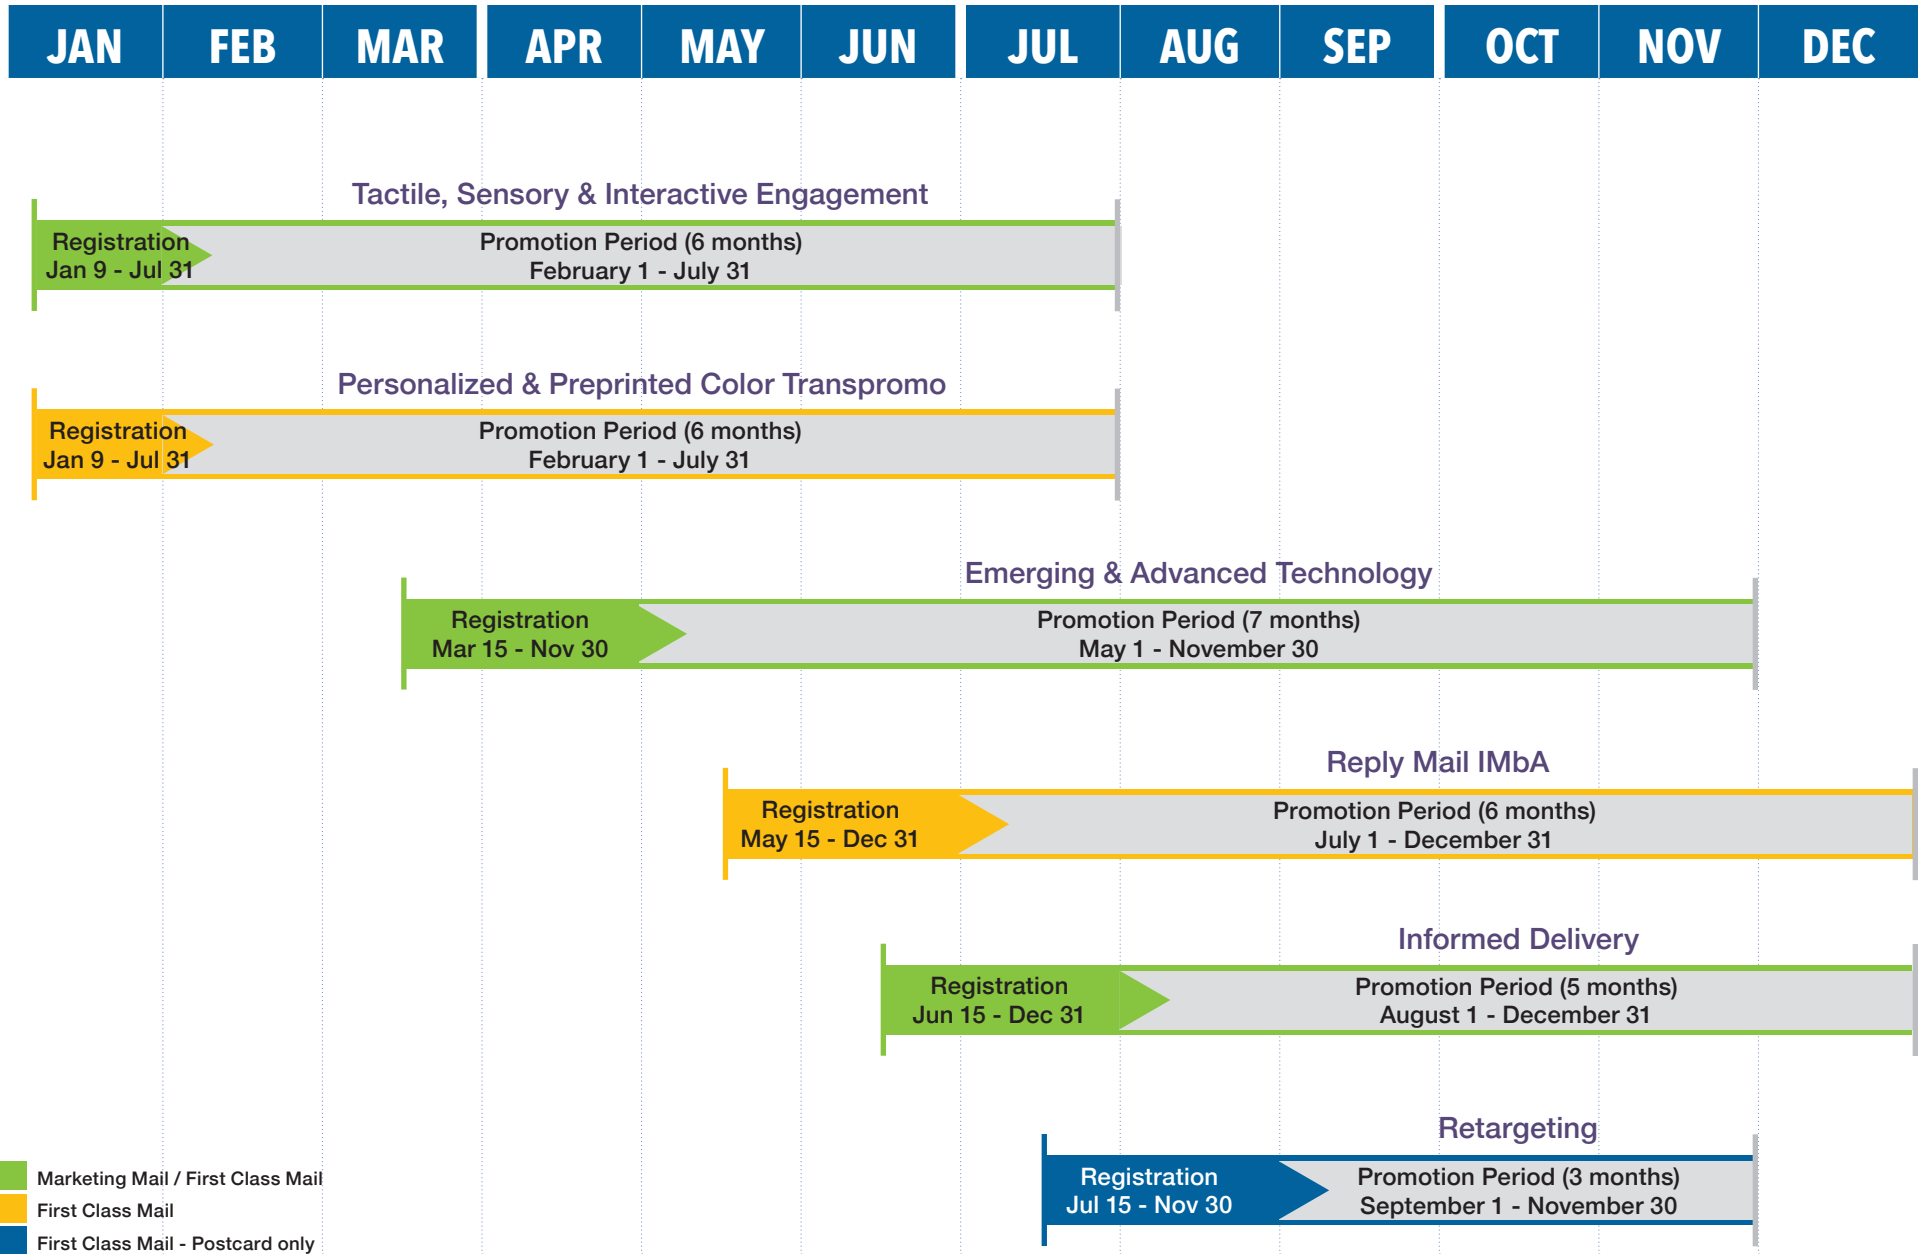 JAN FEB MAR APR MAY JUN JUL AUG SEP OCT NOV DEC
Tactile, Sensory & Interactive Engagement
Registration
Jan 9 - Jul 31
Promotion Period (6 months)
February 1 - July 31
Personalized & Preprinted Color Transpromo
Registration
Jan 9 - Jul 31
Promotion Period (6 months)
February 1 - July 31
Emerging & Advanced Technology
Registration
Mar 15 - Nov 30
Promotion Period (7 months)
May 1 - November 30
Reply Mail IMbA
Registration
May 15 - Dec 31
Promotion Period (6 months)
July 1 - December 31
Informed Delivery
Registration
Jun 15 - Dec 31
Promotion Period (5 months)
August 1 - December 31
Retargeting
Registration
Jul 15 - Nov 30
Promotion Period (3 months)
September 1 - November 30
Marketing Mail / First Class Mail
First Class Mail
First Class Mail - Postcard only